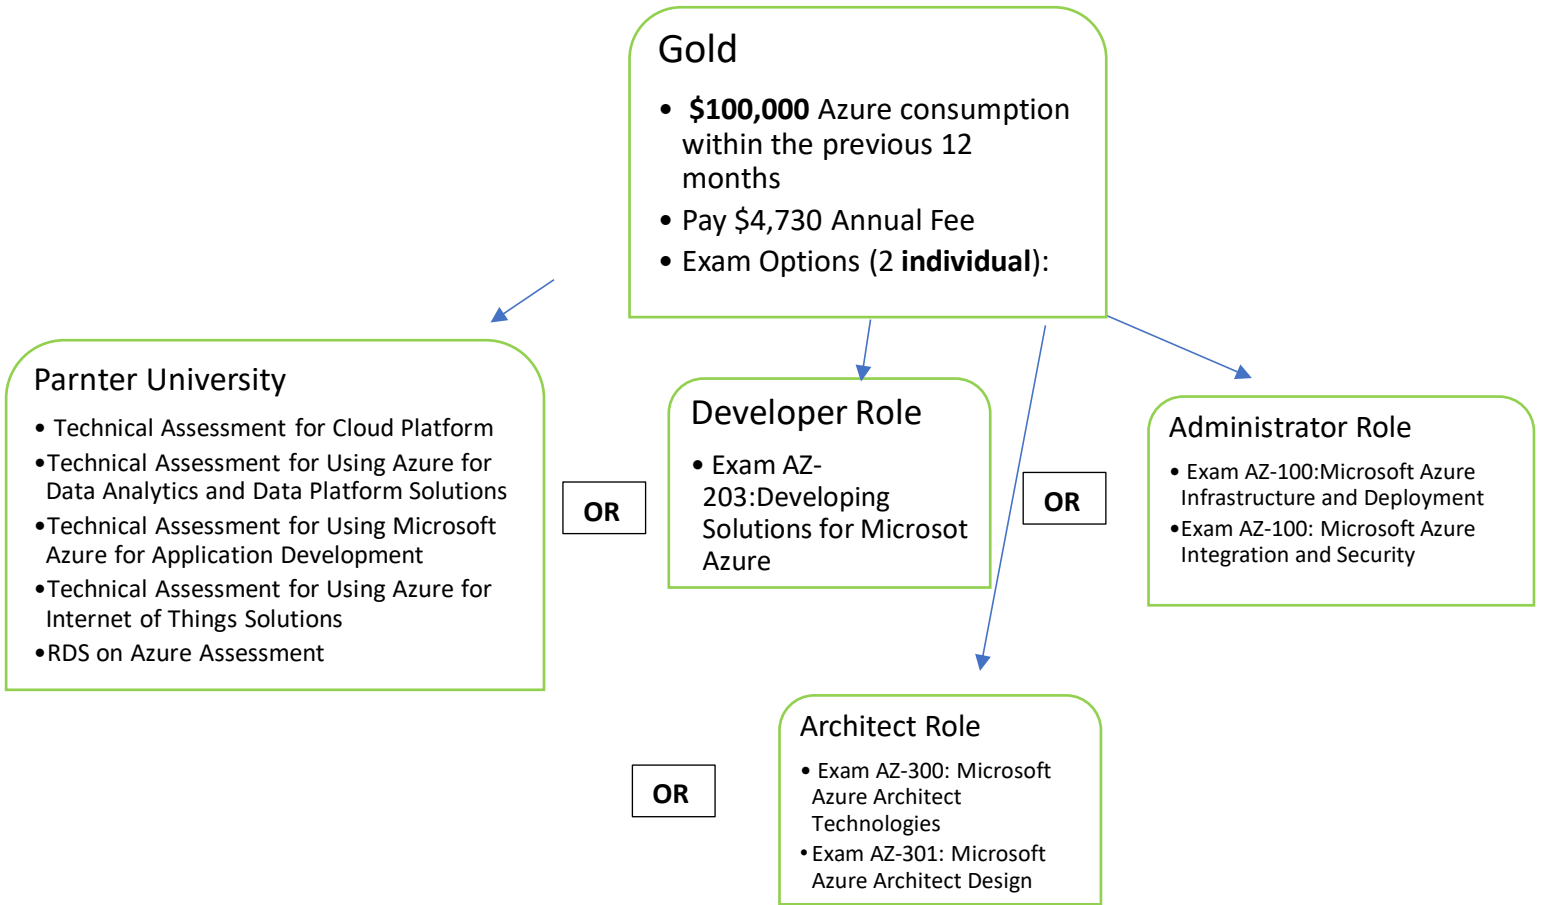 Gold
• $100,000 Azure consumption
within the previous 12
months
• Pay $4,730 Annual Fee
• Exam Options (2 individual):
Parnter University
• Technical Assessment for Cloud Platform
•Technical Assessment for Using Azure for
Data Analytics and Data Platform Solutions
•Technical Assessment for Using Microsoft
Azure for Application Development
•Technical Assessment for Using Azure for
Internet of Things Solutions
•RDS on Azure Assessment
OR
Developer Role
• Exam AZ-
203:Developing
Solutions for Microsot
Azure
OR
Administrator Role
• Exam AZ-100:Microsoft Azure
Infrastructure and Deployment
•Exam AZ-100: Microsoft Azure
Integration and Security
OR
Architect Role
• Exam AZ-300: Microsoft
Azure Architect
Technologies
• Exam AZ-301: Microsoft
Azure Architect Design